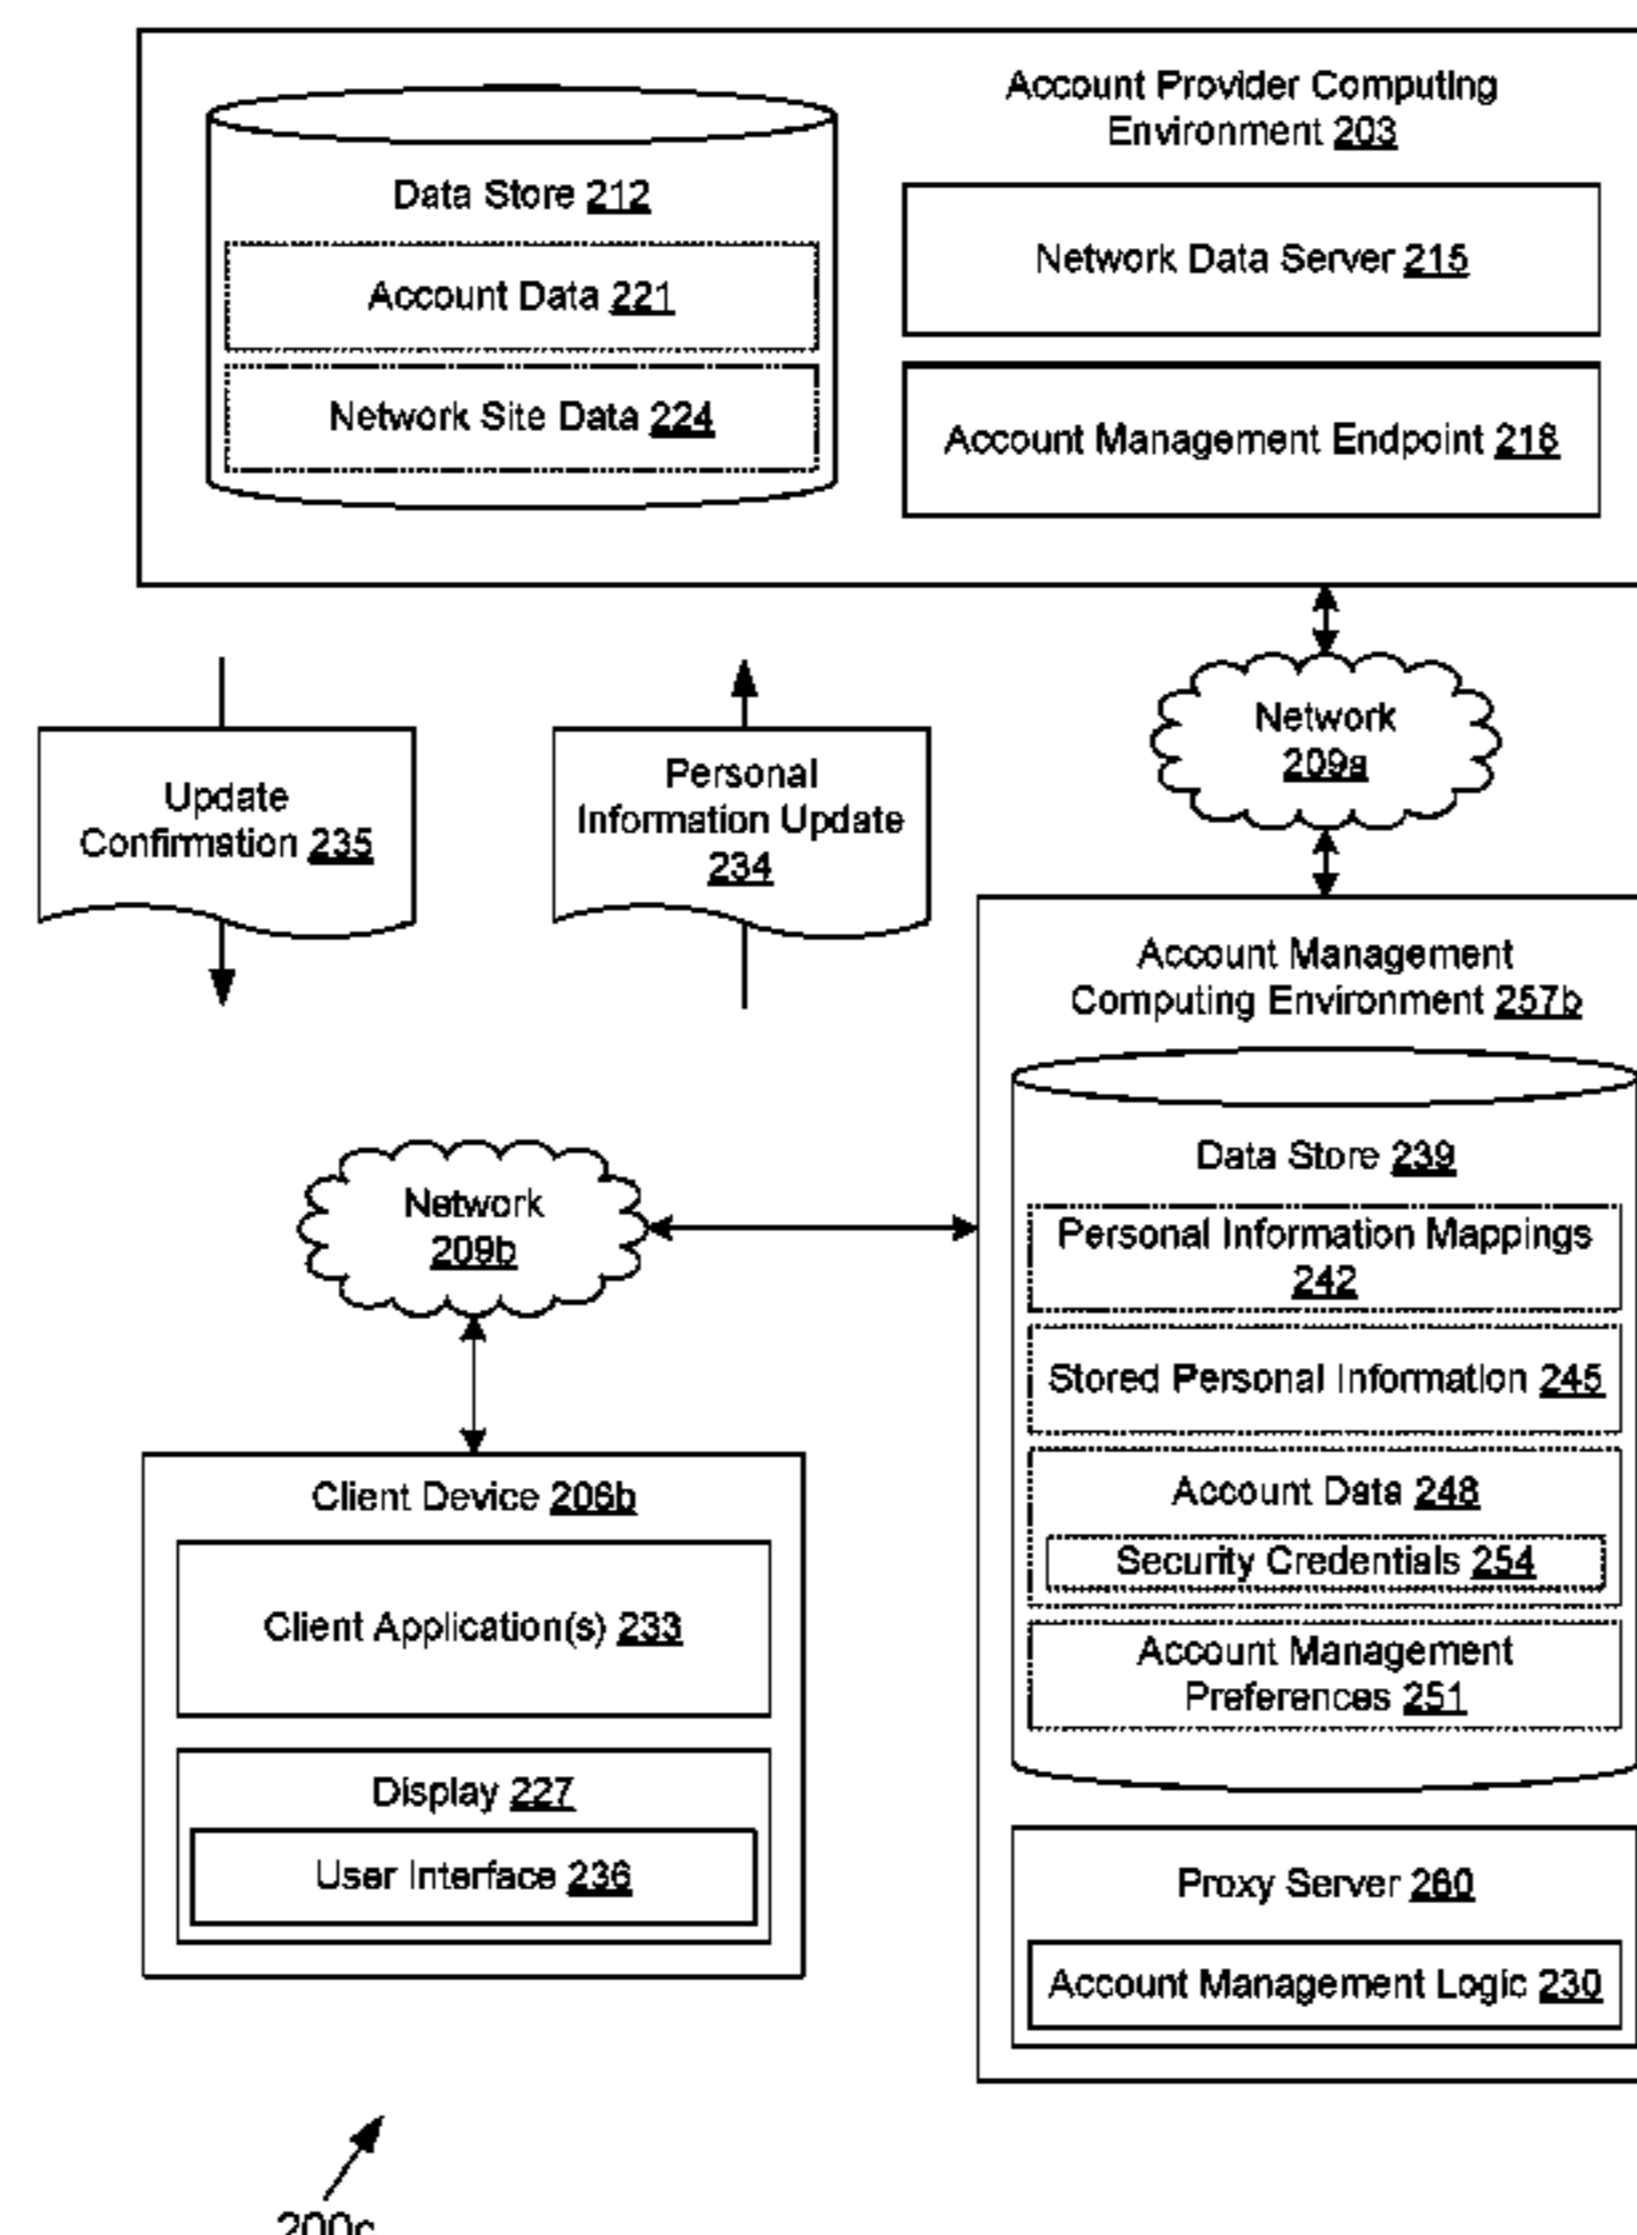 Account Provider Computing
Environment 203
Data Store 212
Account Data 221
Network Site Data 224
Network Data Server 215
Account Management Endpoint 218
Update
Confirmation 235
Personal
Information Update
234
Network
209a
Account Management
Computing Environment 257b
Data Store 239
Personal Information Mappings
242
Stored Personal Information 245
Account Data 248
Security Credentials 254
Account Management
Preferences 251
Proxy Server 260
Account Management Logic 230
Network
209b
Client Device 206b
Client Application(s) 233
Display 227
User Interface 236
200c